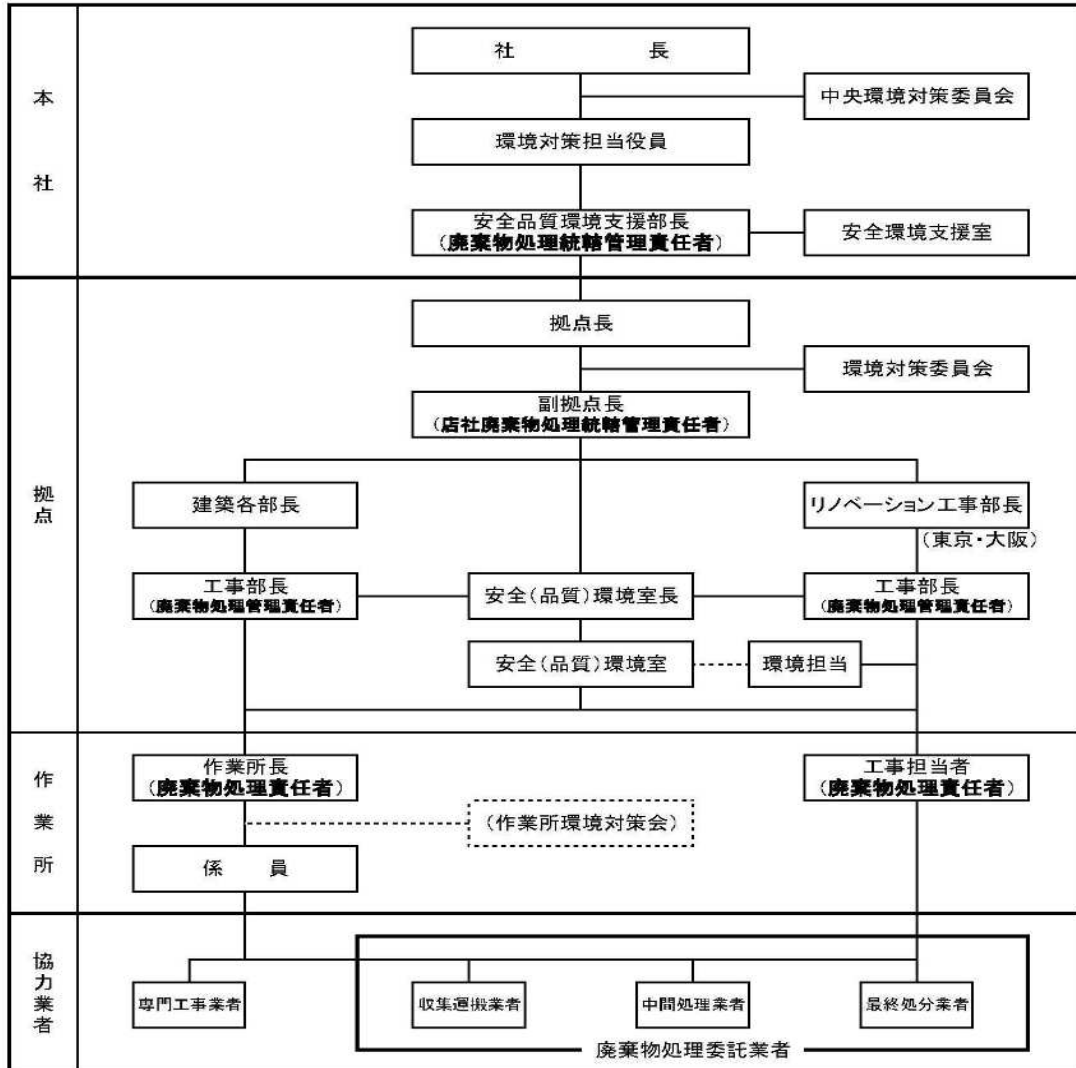 本社
社　　　　長
中央環境対策委員会
環境対策担当役員
安全品質環境支援部長
（廃棄物処理統轄管理責任者）
安全環境支援室
拠点
拠点長
環境対策委員会
副拠点長
（店社廃棄物処理統轄管理責任者）
建築各部長
リノベーション工事部長
（東京・大阪）
工事部長
（廃棄物処理管理責任者）
安全（品質）環境室長
工事部長
（廃棄物処理管理責任者）
安全（品質）環境室
環境担当
作業所
作業所長
（廃棄物処理責任者）
工事担当者
（廃棄物処理責任者）
（作業所環境対策会）
係　　員
協力業者
専門工事業者
収集運搬業者
中間処理業者
最終処分業者
廃棄物処理委託業者